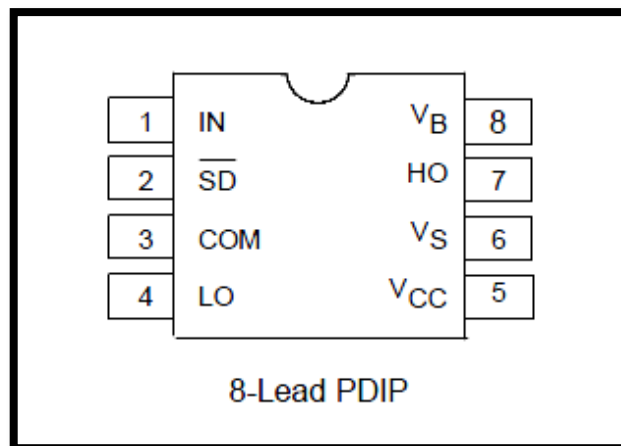 1 IN VB 8
2 SD HO 7
3 COM VS 6
4 LO VCC 5
8-Lead PDIP